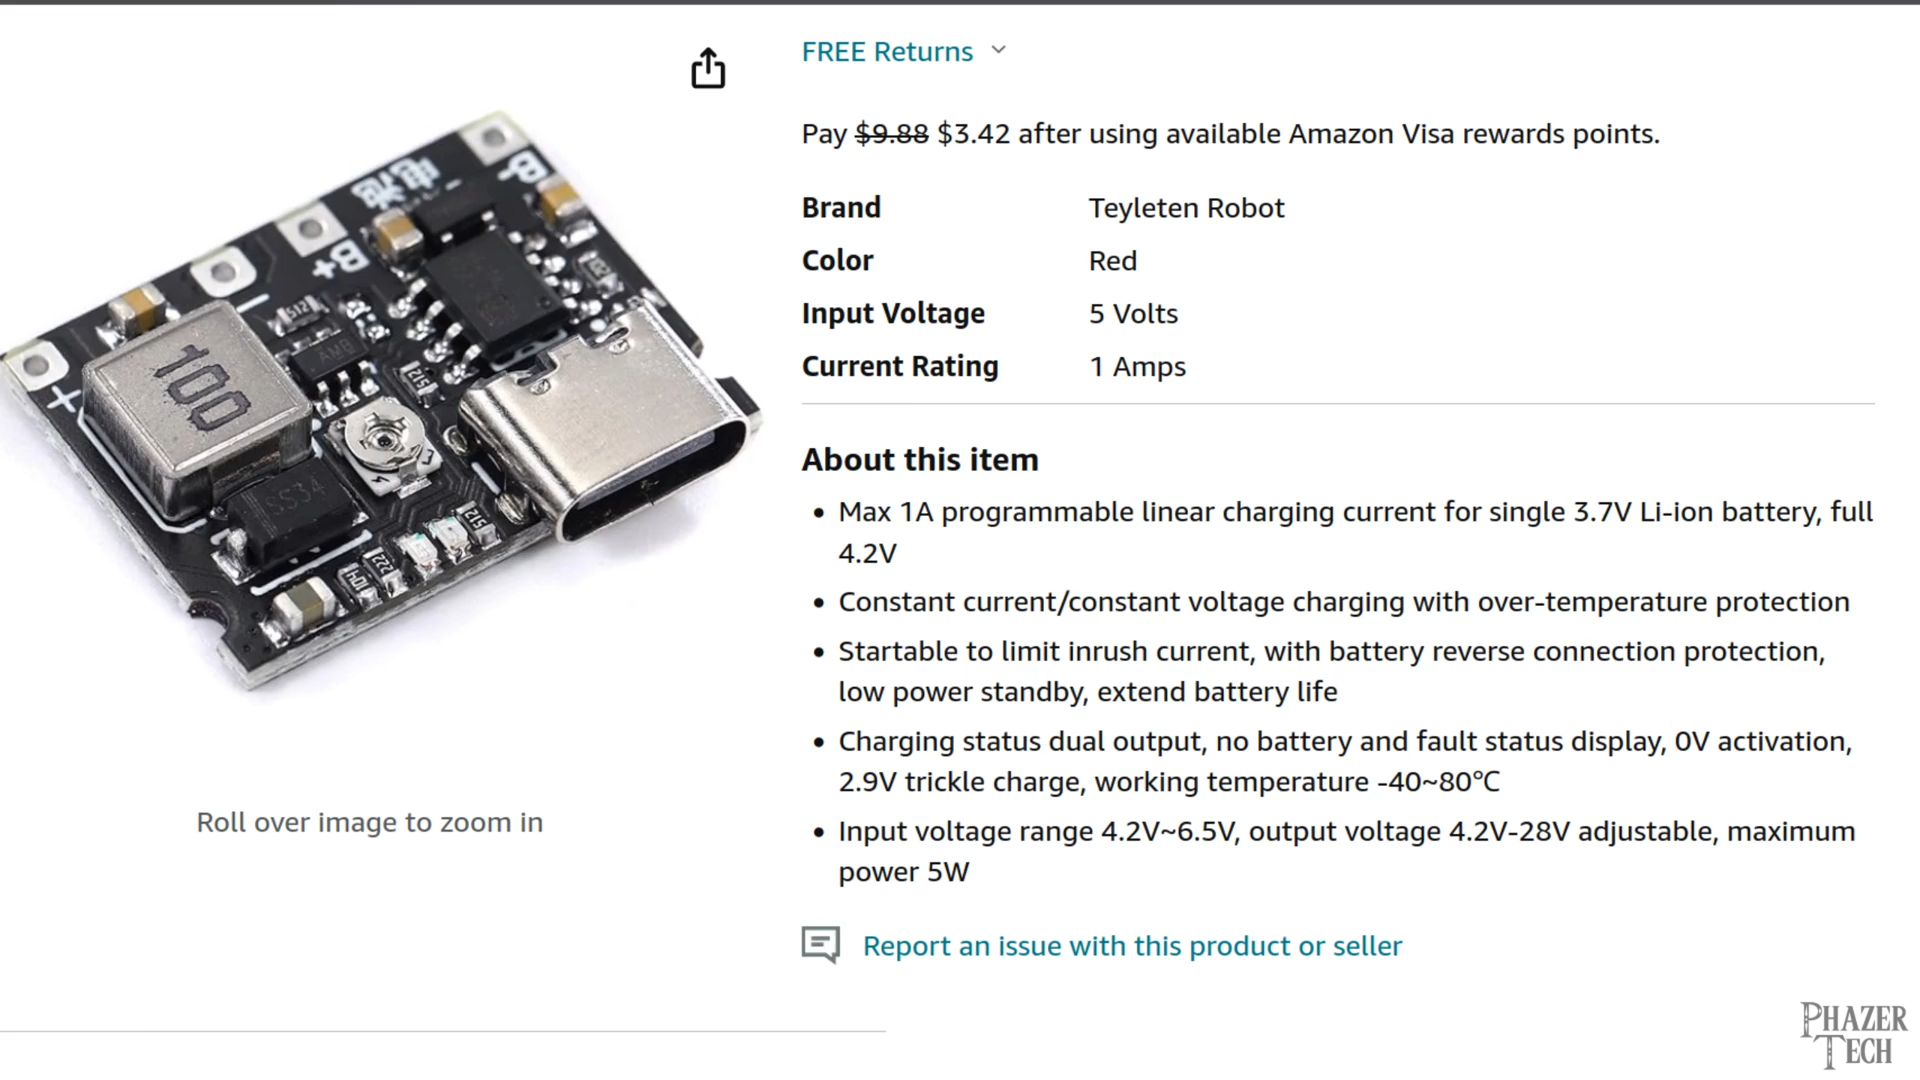 FREE Returns
Pay $9.88 $3.42 after using available Amazon Visa rewards points.
Brand Teyleten Robot
Color Red
Input Voltage 5 Volts
Current Rating 1 Amps
About this item
Max 1A programmable linear charging current for single 3.7V Li-ion battery, full
4.2V
Constant current/constant voltage charging with over-temperature protection
Startable to limit inrush current, with battery reverse connection protection,
low power standby, extend battery life
Charging status dual output, no battery and fault status display, 0V activation,
2.9V trickle charge, working temperature -40~80℃
Input voltage range 4.2V~6.5V, output voltage 4.2V-28V adjustable, maximum
power 5W
Report an issue with this product or seller
B-
B+
512
AMB
100
215
SS34
512
222
104
+
Roll over image to zoom in
PHAZER
TECH